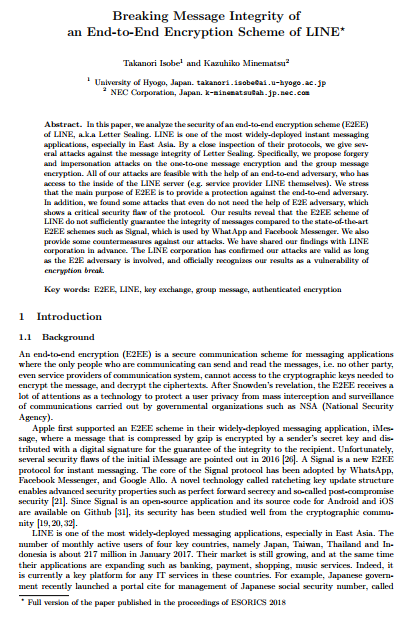 Breaking Message Integrity of
an End-to-End Encryption Scheme of LINE*
Takanori Isobe1 and Kazuhiko Minematsu2
1 University of Hyogo, Japan. takanori.isobe@ai.u-hyogo.ac.jp
2 NEC Corporation, Japan. k-minematsu@ah.jp.nec.com
Abstract. In this paper, we analyze the security of an end-to-end encryption scheme (E2EE)
of LINE, a.k.a Letter Sealing. LINE is one of the most widely-deployed instant messaging
applications, especially in East Asia. By a close inspection of their protocols, we give sev-
eral attacks against the message integrity of Letter Sealing. Specifically, we propose forgery
and impersonation attacks on the one-to-one message encryption and the group message
encryption. All of our attacks are feasible with the help of an end-to-end adversary, who has
access to the inside of the LINE server (e.g. service provider LINE themselves). We stress
that the main purpose of E2EE is to provide a protection against the end-to-end adversary.
In addition, we found some attacks that even do not need the help of E2E adversary, which
shows a critical security flaw of the protocol. Our results reveal that the E2EE scheme of
LINE do not sufficiently guarantee the integrity of messages compared to the state-of-the-art
E2EE schemes such as Signal, which is used by WhatApp and Facebook Messenger. We also
provide some countermeasures against our attacks. We have shared our findings with LINE
corporation in advance. The LINE corporation has confirmed our attacks are valid as long
as the E2E adversary is involved, and officially recognizes our results as a vulnerability of
encryption break.
Key words: E2EE, LINE, key exchange, group message, authenticated encryption
1 Introduction
1.1 Background
An end-to-end encryption (E2EE) is a secure communication scheme for messaging applications
where the only people who are communicating can send and read the messages, i.e. no other party,
even service providers of communication system, cannot access to the cryptographic keys needed to
encrypt the message, and decrypt the ciphertexts. After Snowden's revelation, the E2EE receives a
lot of attentions as a technology to protect a user privacy from mass interception and surveillance
of communications carried out by governmental organizations such as NSA (National Security
Agency).
Apple first supported an E2EE scheme in their widely-deployed messaging application, iMes-
sage, where a message that is compressed by gzip is encrypted by a sender's secret key and dis-
tributed with a digital signature for the guarantee of the integrity to the recipient. Unfortunately,
several security flaws of the initial iMessage are pointed out in 2016 [26]. A Signal is a new E2EE
protocol for instant messaging. The core of the Signal protocol has been adopted by WhatsApp,
Facebook Messenger, and Google Allo. A novel technology called ratcheting key update structure
enables advanced security properties such as perfect forward secrecy and so-called post-compromise
security [21]. Since Signal is an open-source application and its source code for Android and iOS
are available on Github [31], its security has been studied well from the cryptographic commu-
nity [19, 20, 32].
LINE is one of the most widely-deployed messaging applications, especially in East Asia. The
number of monthly active users of four key countries, namely Japan, Taiwan, Thailand and In-
donesia is about 217 million in January 2017. Their market is still growing, and at the same time
their applications are expanding such as banking, payment, shopping, music services. Indeed, it
is currently a key platform for any IT services in these countries. For example, Japanese govern-
ment recently launched a portal cite for management of Japanese social security number, called
* Full version of the paper published in the proceedings of ESORICS 2018